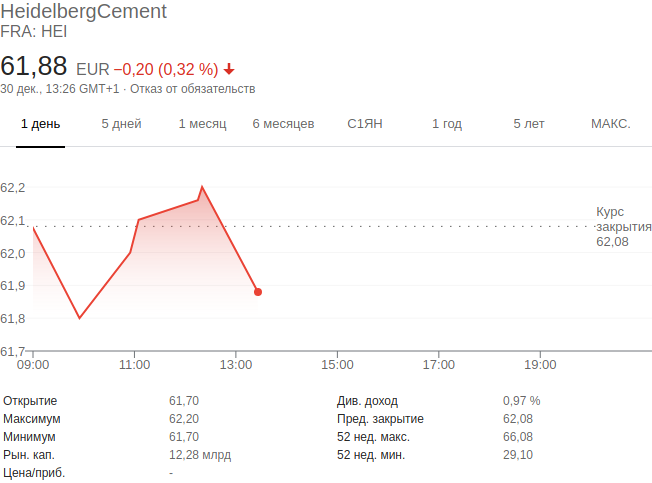 HeidelbergCement
FRA: HEI
61,88 EUR −0,20 (0,32 %)
30 дек., 13:26 GMT+1 · Отказ от обязательств
1 день 5 дней 1 месяц 6 месяцев С1ЯН 1 год 5 лет МАКС.
62,2
62,1
62,0
61,9
61,8
61,7
Курс
закрытия
62,08
09:00 11:00 13:00 15:00 17:00 19:00
Открытие 61,70 Див. доход 0,97 %
Максимум 62,20 Пред. закрытие 62,08
Минимум 61,70 52 нед. макс. 66,08
Рын. кап. 12,28 млрд 52 нед. мин. 29,10
Цена/приб. -